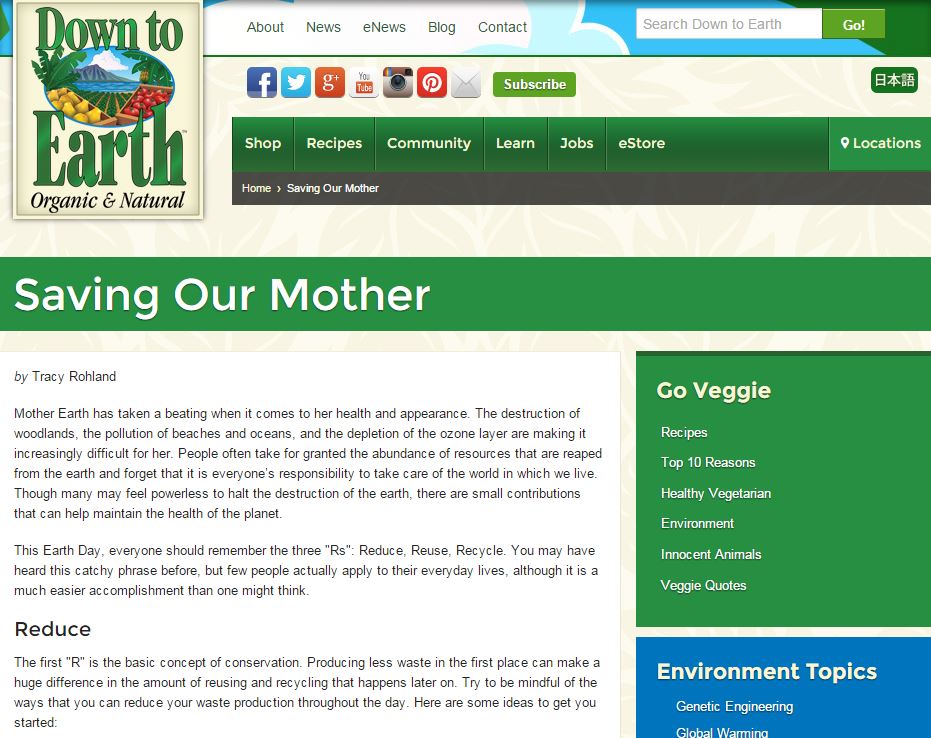 Down to
Earth
™
Organic & Natural
About News eNews Blog Contact
Search Down to Earth Go!
f g+ You Tube Subscribe 日本語
Shop Recipes Community Learn Jobs eStore Locations
Home › Saving Our Mother
Saving Our Mother
by Tracy Rohland
Mother Earth has taken a beating when it comes to her health and appearance. The destruction of
woodlands, the pollution of beaches and oceans, and the depletion of the ozone layer are making it
increasingly difficult for her. People often take for granted the abundance of resources that are reaped
from the earth and forget that it is everyone's responsibility to take care of the world in which we live.
Though many may feel powerless to halt the destruction of the earth, there are small contributions
that can help maintain the health of the planet.
This Earth Day, everyone should remember the three "Rs": Reduce, Reuse, Recycle. You may have
heard this catchy phrase before, but few people actually apply to their everyday lives, although it is a
much easier accomplishment than one might think.
Reduce
The first "R" is the basic concept of conservation. Producing less waste in the first place can make a
huge difference in the amount of reusing and recycling that happens later on. Try to be mindful of the
ways that you can reduce your waste production throughout the day. Here are some ideas to get you
started:
Go Veggie
Recipes
Top 10 Reasons
Healthy Vegetarian
Environment
Innocent Animals
Veggie Quotes
Environment Topics
Genetic Engineering
Global Warming